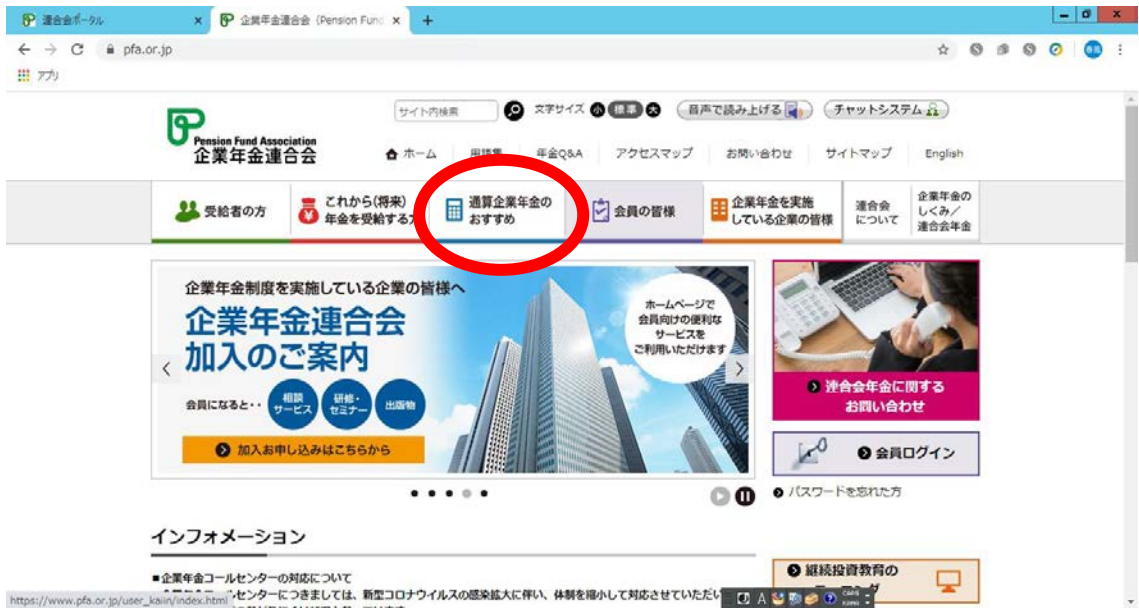 連合会ポータル
企業年金連合会 (Pension Fund
pfa.or.jp
アプリ
サイト内検索
文字サイズ 小 標準 大
音声で読み上げる
チャットシステム
Pension Fund Association
企業年金連合会
ホーム
用語集
年金Q&A
アクセスマップ
お問い合わせ
サイトマップ
English
受給者の方
これから(将来)
年金を受給する方
通算企業年金の
おすすめ
会員の皆様
企業年金を実施
している企業の皆様
連合会
について
企業年金の
しくみ/
連合会年金
企業年金制度を実施している企業の皆様へ
企業年金連合会
加入のご案内
会員になると・・
相談
サービス
研修・
セミナー
出版物
加入お申し込みはこちらから
ホームページで
会員向けの便利な
サービスを
ご利用いただけます
連合会年金に関する
お問い合わせ
会員ログイン
パスワードを忘れた方
インフォメーション
■企業年金コールセンターの対応について
センターにつきましては、新型コロナウイルスの感染拡大に伴い、体制を縮小して対応させていただい
継続投資教育の
https://www.pfa.or.jp/user_kaiin/index.html